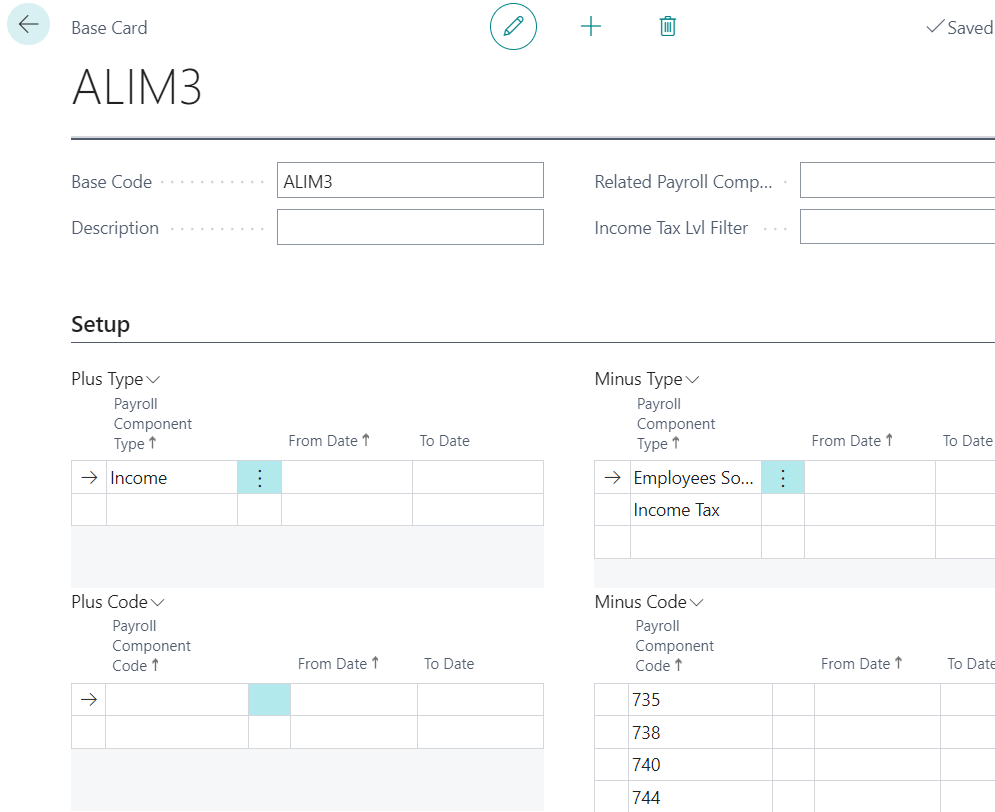 Base Card
Saved
ALIM3
Base Code
ALIM3
Related Payroll Comp...
Description
Income Tax Lvl Filter
Setup
Plus Type
Payroll
Component
Type
From Date
To Date
Income
Minus Type
Payroll
Component
Type
From Date
To Date
Employees So...
Income Tax
Plus Code
Payroll
Component
Code
From Date
To Date
Minus Code
Payroll
Component
Code
From Date
To Date
735
738
740
744